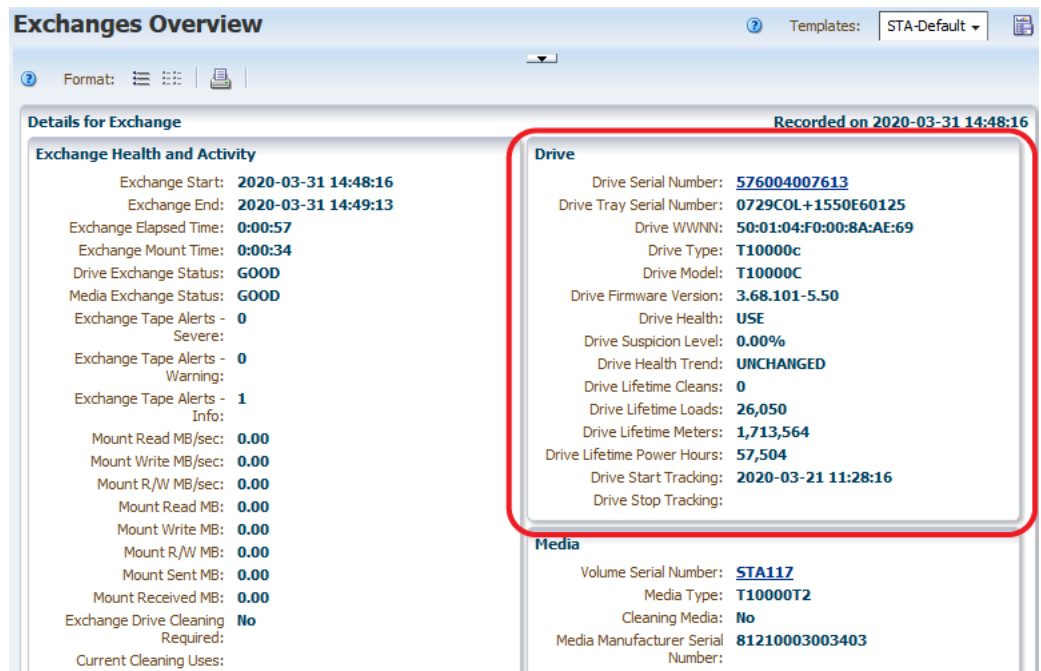 Exchanges Overview
Templates: STA-Default
Format:
Details for Exchange
Recorded on 2020-03-31 14:48:16
Exchange Health and Activity
Exchange Start: 2020-03-31 14:48:16
Exchange End: 2020-03-31 14:49:13
Exchange Elapsed Time: 0:00:57
Exchange Mount Time: 0:00:34
Drive Exchange Status: GOOD
Media Exchange Status: GOOD
Exchange Tape Alerts - 0
Severe:
Exchange Tape Alerts - 0
Warning:
Exchange Tape Alerts - 1
Info:
Mount Read MB/sec: 0.00
Mount Write MB/sec: 0.00
Mount R/W MB/sec: 0.00
Mount Read MB: 0.00
Mount Write MB: 0.00
Mount R/W MB: 0.00
Mount Sent MB: 0.00
Mount Received MB: 0.00
Exchange Drive Cleaning No
Required:
Current Cleaning Uses:
Drive
Drive Serial Number: 576004007613
Drive Tray Serial Number: 0729COL+1550E60125
Drive WWNN: 50:01:04:F0:00:8A:AE:69
Drive Type: T10000c
Drive Model: T10000C
Drive Firmware Version: 3.68.101-5.50
Drive Health: USE
Drive Suspicion Level: 0.00%
Drive Health Trend: UNCHANGED
Drive Lifetime Cleans: 0
Drive Lifetime Loads: 26,050
Drive Lifetime Meters: 1,713,564
Drive Lifetime Power Hours: 57,504
Drive Start Tracking: 2020-03-21 11:28:16
Drive Stop Tracking:
Media
Volume Serial Number: STA117
Media Type: T10000T2
Cleaning Media: No
Media Manufacturer Serial 81210003003403
Number: